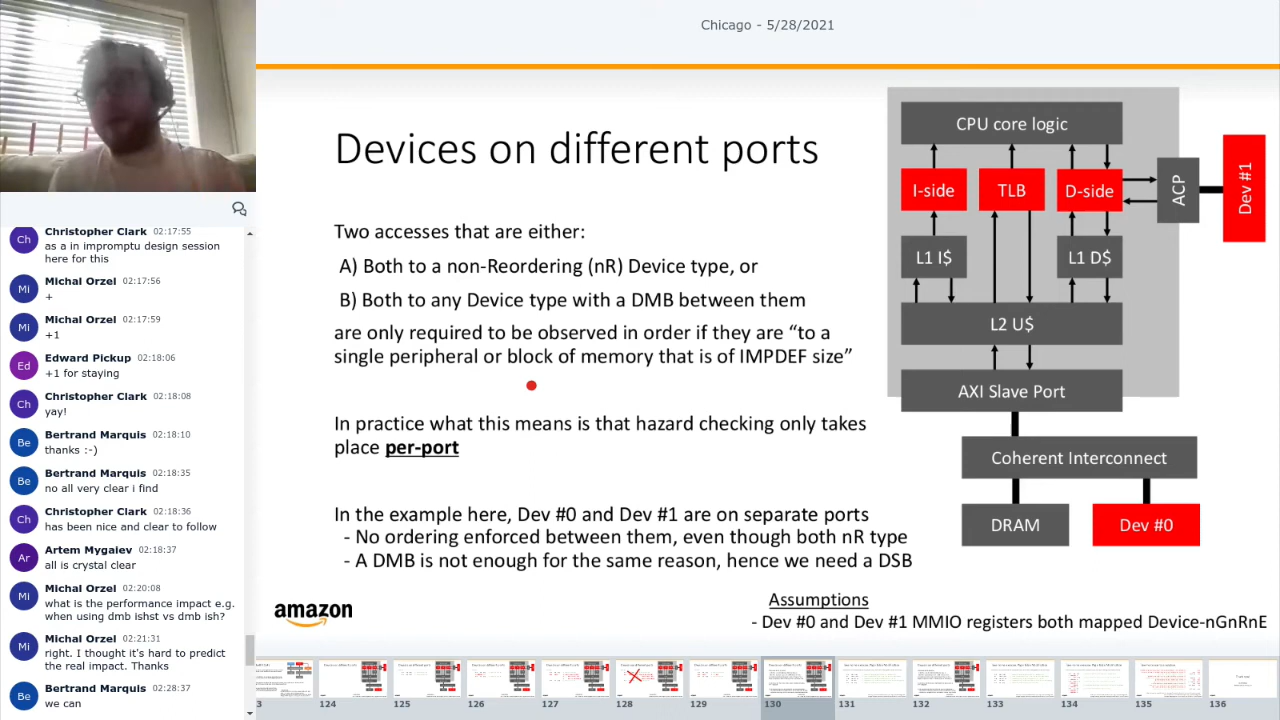 Chicago - 5/28/2021
Christopher Clark 02:17:55
as a in impromptu design session
here for this
Michal Orzel 02:17:56
+
Michal Orzel 02:17:59
+1
Edward Pickup 02:18:06
+1 for staying
Christopher Clark 02:18:08
yay!
Bertrand Marquis 02:18:10
thanks :-)
Bertrand Marquis 02:18:35
no all very clear i find
Christopher Clark 02:18:36
has been nice and clear to follow
Artem Mygaiev 02:18:37
all is crystal clear
Michal Orzel 02:20:08
what is the performance impact e.g.
when using dmb ishst vs dmb ish?
Michal Orzel 02:21:31
right. I thought it's hard to predict
the real impact. Thanks
Bertrand Marquis 02:28:37
we can
Ch
Mi
Mi
Ed
Ch
Be
Be
Ch
Ar
Mi
Mi
Be
Devices on different ports
Two accesses that are either:
A) Both to a non-Reordering (nR) Device type, or
B) Both to any Device type with a DMB between them
are only required to be observed in order if they are “to a
single peripheral or block of memory that is of IMPDEF size”
In practice what this means is that hazard checking only takes
place per-port
In the example here, Dev #0 and Dev #1 are on separate ports
- No ordering enforced between them, even though both nR type
- A DMB is not enough for the same reason, hence we need a DSB
CPU core logic
I-side
TLB
D-side
ACP
Dev #1
L1 I$
L1 D$
L2 U$
AXI Slave Port
Coherent Interconnect
DRAM
Dev #0
amazon
Assumptions
- Dev #0 and Dev #1 MMIO registers both mapped Device-nGnRnE
3 124 125 126 127 128 129 130 131 132 133 134 135 136